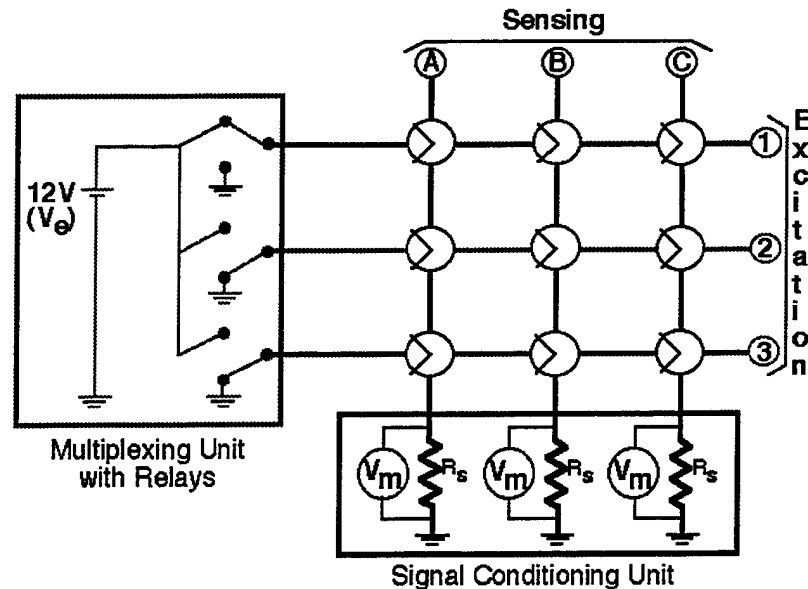 Sensing
A B C
Excitation
1
2
3
12V
(Ve)
Multiplexing Unit
with Relays
Vm Rs Vm Rs Vm Rs
Signal Conditioning Unit